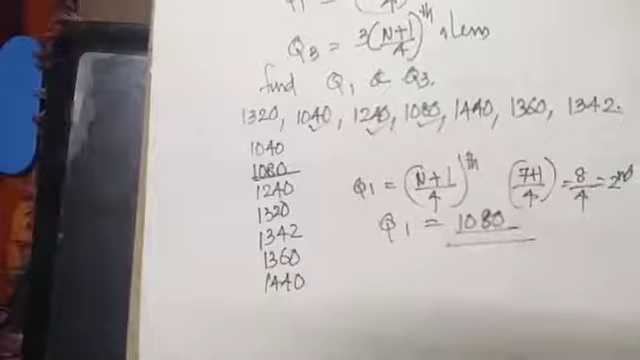 Q3 = 3(N+1/4)th
find Q1 & Q3.
1320, 1040, 1240, 1080, 1440, 1360, 1342.
1040
1080
1240
1320
1342
1360
1440
Q1 = (N+1/4)th (7+1/4) = 8/4 = 2nd
Q1 = 1080